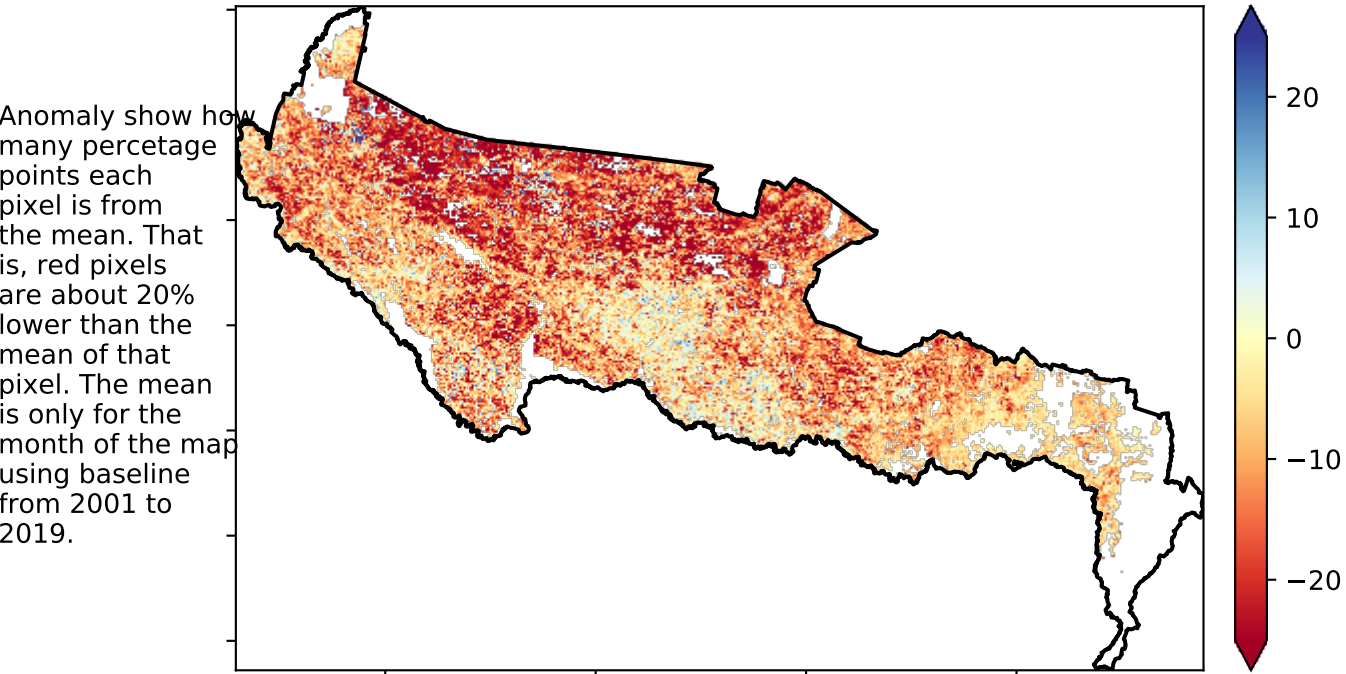 Anomaly show how
many percetage
points each
pixel is from
the mean. That
is, red pixels
are about 20%
lower than the
mean of that
pixel. The mean
is only for the
month of the map
using baseline
from 2001 to
2019.
20
10
0
−10
−20